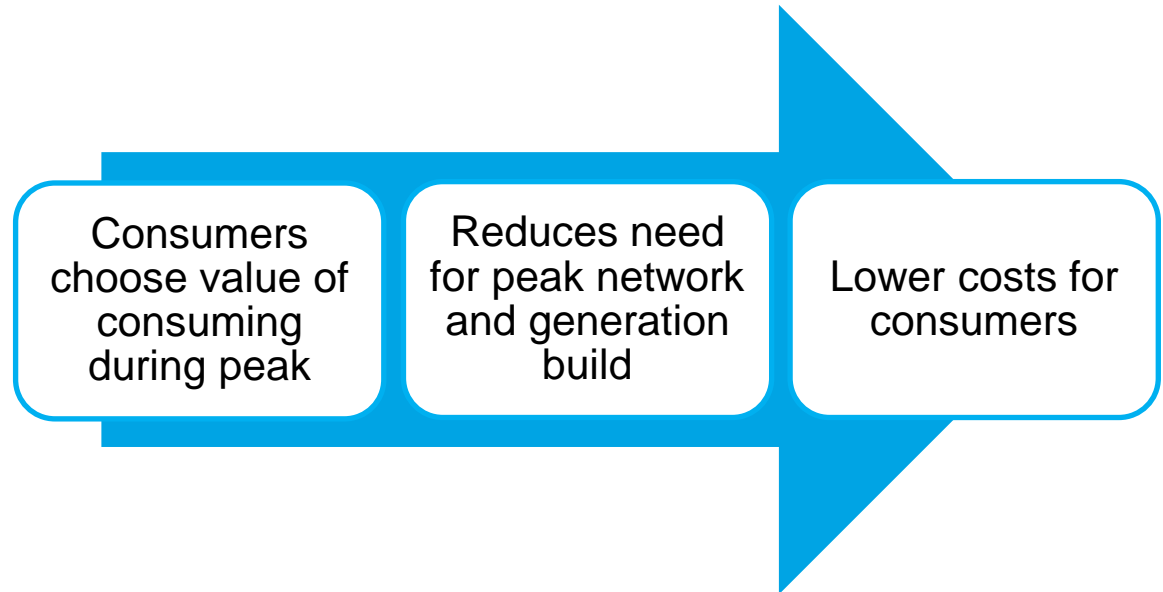 Consumers
choose value of
consuming
during peak
Reduces need
for peak network
and generation
build
Lower costs for
consumers